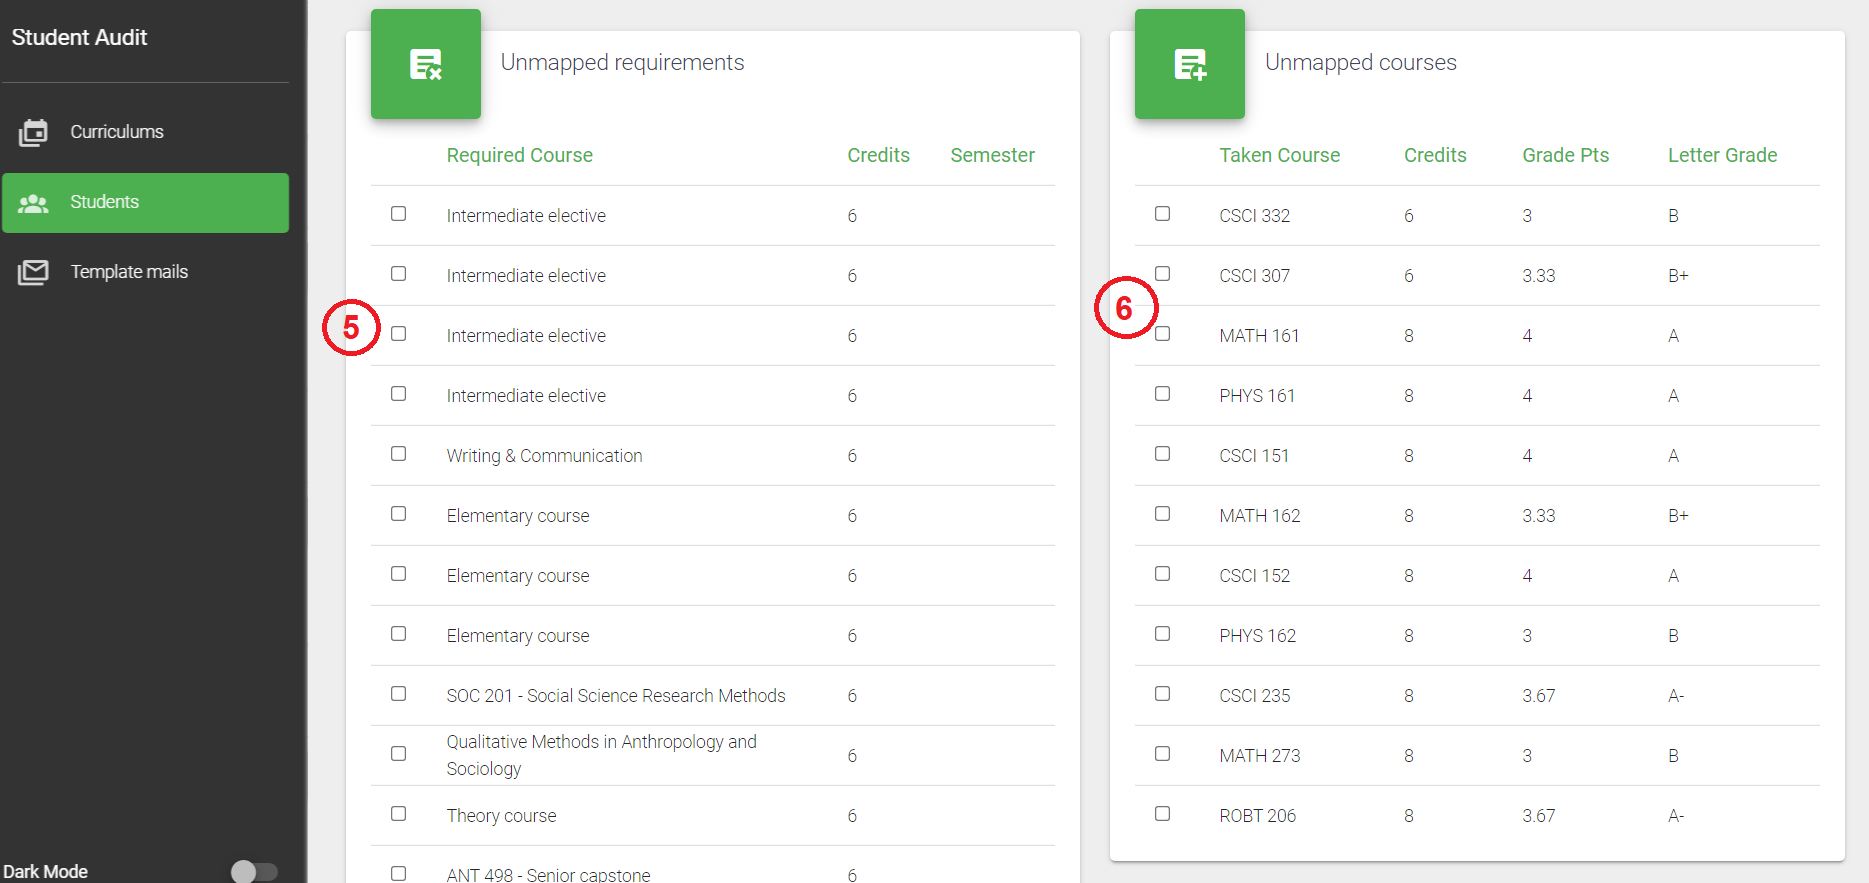 Student Audit
Curriculums
Students
Template mails
Dark Mode
Unmapped requirements
Required Course Credits Semester
Intermediate elective 6
Intermediate elective 6
5
Intermediate elective 6
Intermediate elective 6
Writing & Communication 6
Elementary course 6
Elementary course 6
Elementary course 6
SOC 201 - Social Science Research Methods 6
Qualitative Methods in Anthropology and
Sociology 6
Theory course 6
ANT 498 - Senior capstone 6
Unmapped courses
Taken Course Credits Grade Pts Letter Grade
CSCI 332 6 3 B
CSCI 307 6 3.33 B+
6
MATH 161 8 4 A
PHYS 161 8 4 A
CSCI 151 8 4 A
MATH 162 8 3.33 B+
CSCI 152 8 4 A
PHYS 162 8 3 B
CSCI 235 8 3.67 A-
MATH 273 8 3 B
ROBT 206 8 3.67 A-